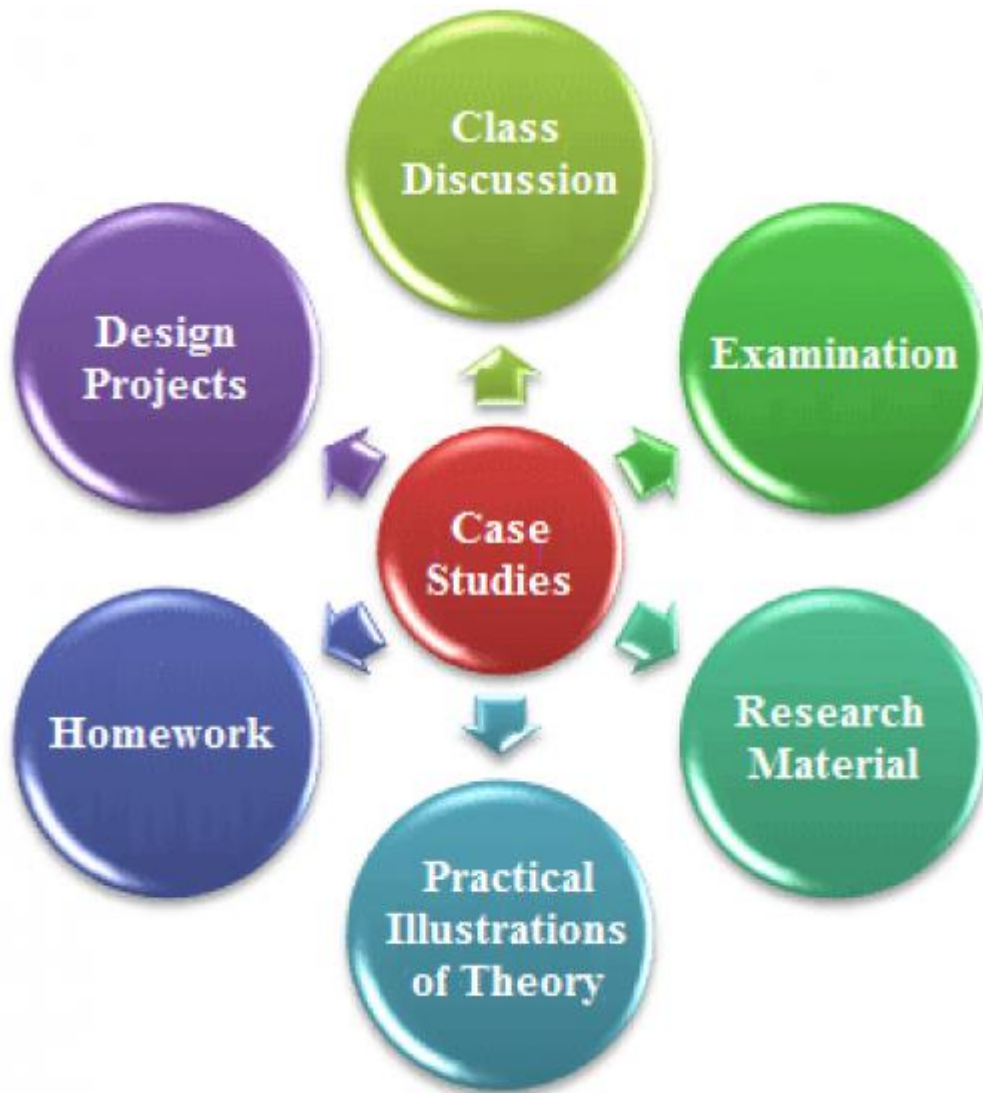 Class
Discussion
Design
Projects
Examination
Case
Studies
Homework
Research
Material
Practical
Illustrations
of Theory